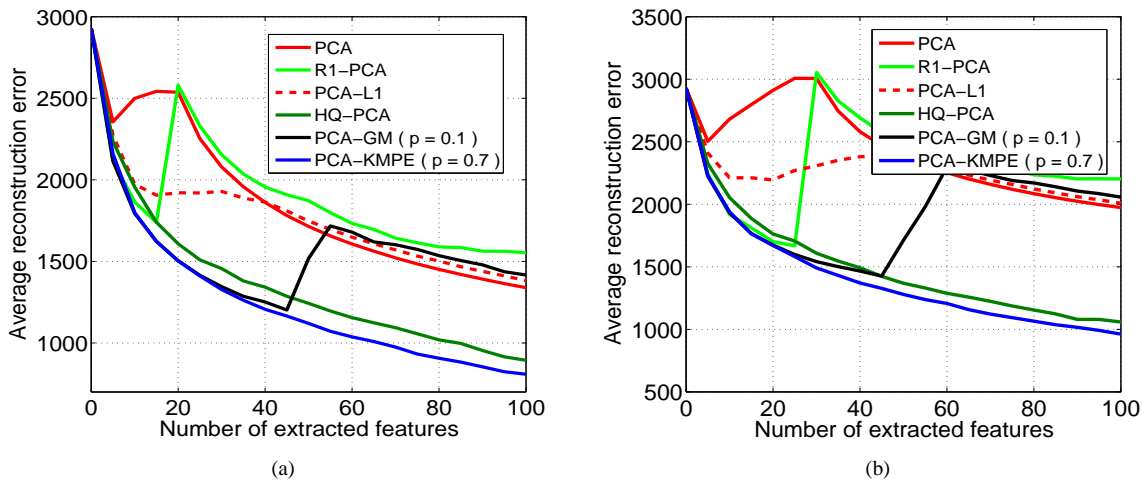 3000
2500
2000
1500
1000
0
20
40
60
80
100
Average reconstruction error
Number of extracted features
PCA
R1−PCA
PCA−L1
HQ−PCA
PCA−GM ( p = 0.1 )
PCA−KMPE ( p = 0.7 )
(a)
3500
3000
2500
2000
1500
1000
500
0
20
40
60
80
100
Average reconstruction error
Number of extracted features
PCA
R1−PCA
PCA−L1
HQ−PCA
PCA−GM ( p = 0.1 )
PCA−KMPE ( p = 0.7 )
(b)